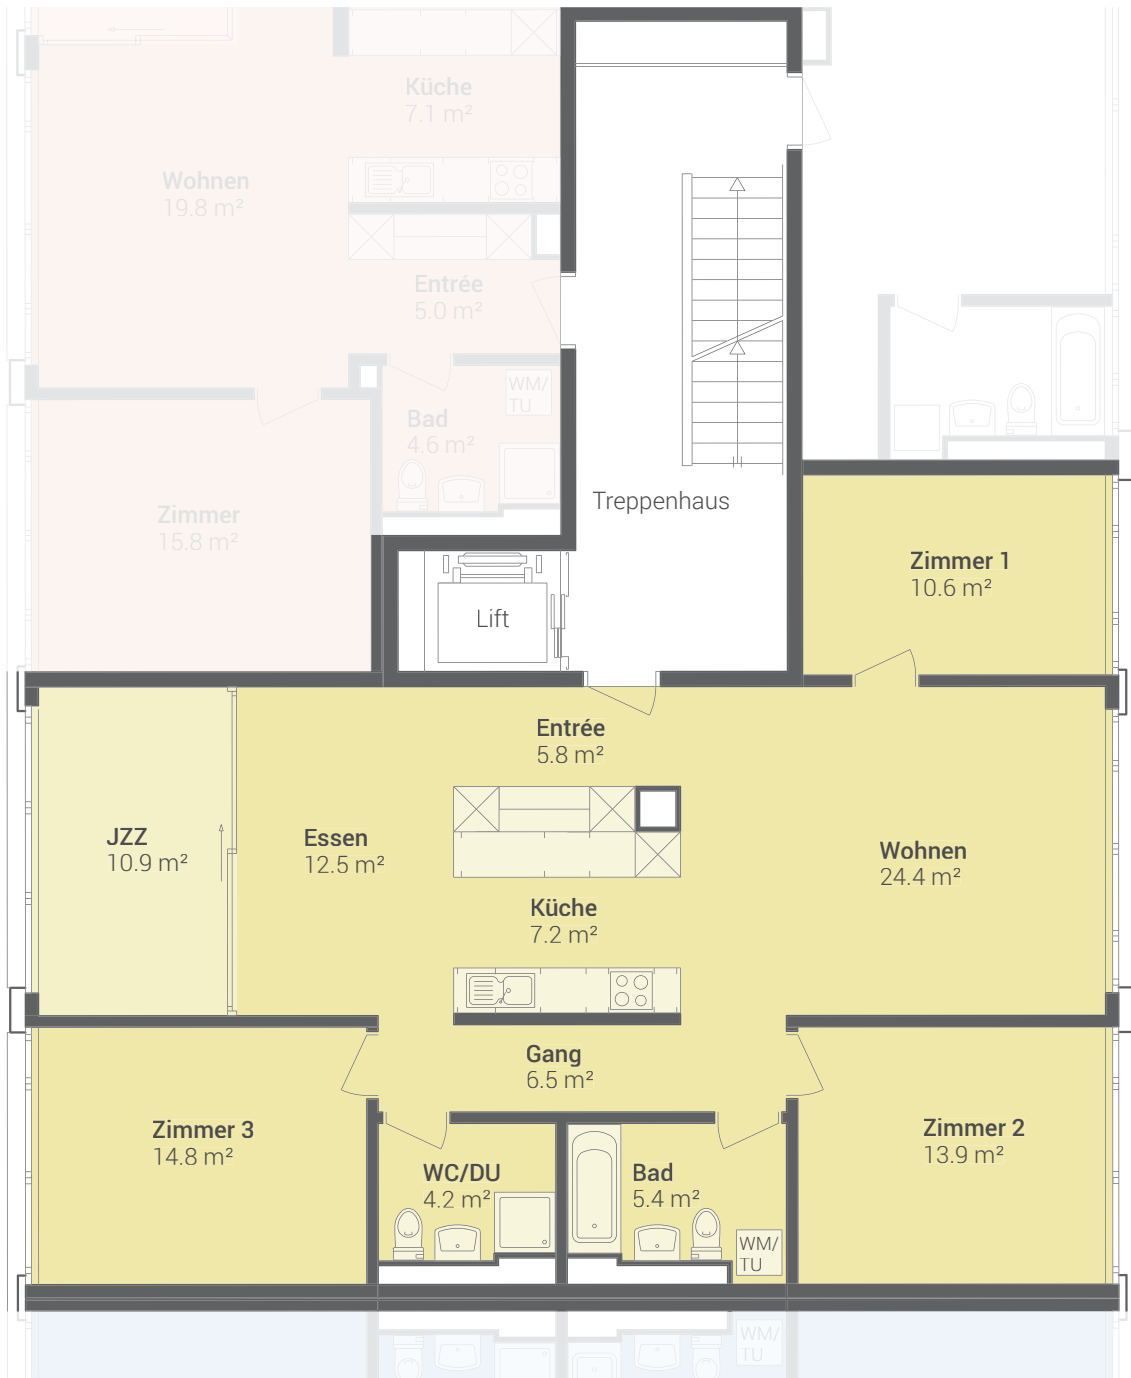 Küche
7.1 m²
Wohnen
19.8 m²
Entrée
5.0 m²
WM/
TU
Bad
4.6 m²
Zimmer
15.8 m²
Treppenhaus
Lift
Zimmer 1
10.6 m²
Entrée
5.8 m²
JZZ
10.9 m²
Essen
12.5 m²
Wohnen
24.4 m²
Küche
7.2 m²
Gang
6.5 m²
Zimmer 3
14.8 m²
WC/DU
4.2 m²
Bad
5.4 m²
WM/
TU
Zimmer 2
13.9 m²
WM/
TU